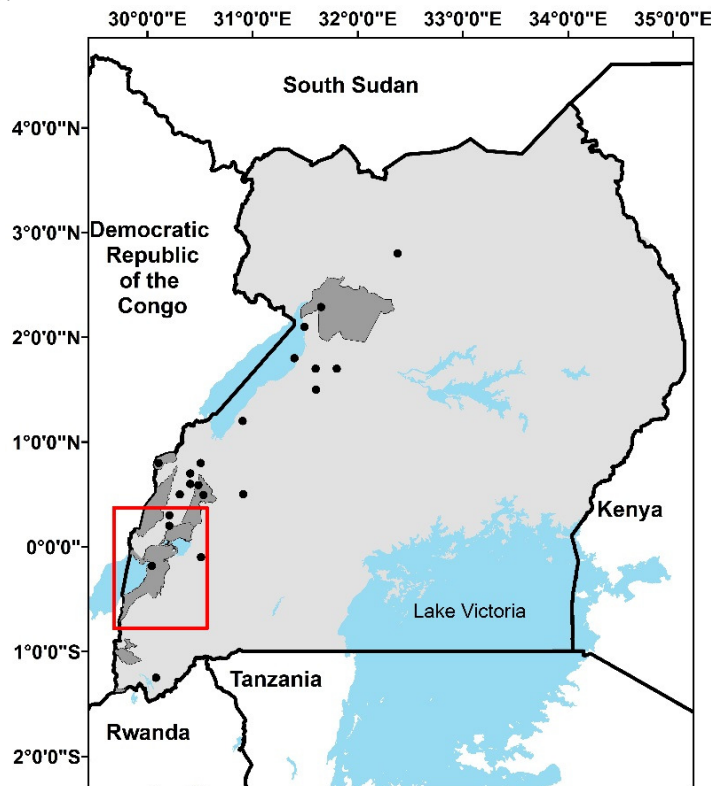 30°0'0"E 31°0'0"E 32°0'0"E 33°0'0"E 34°0'0"E 35°0'0"E
South Sudan
4°0'0"N
3°0'0"N
Democratic
Republic
of the
Congo
2°0'0"N
1°0'0"N
Kenya
0°0'0"
Lake Victoria
1°0'0"S
Tanzania
Rwanda
2°0'0"S